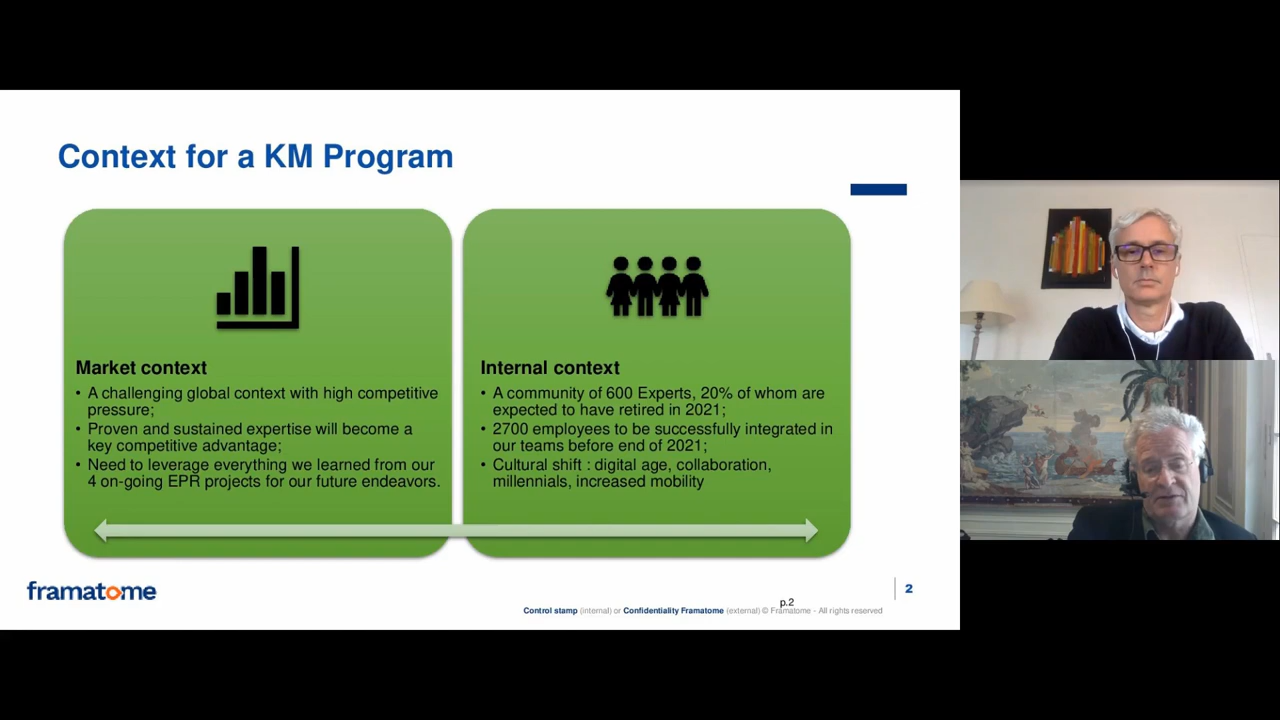 Context for a KM Program
Market context
• A challenging global context with high competitive
pressure;
• Proven and sustained expertise will become a
key competitive advantage;
• Need to leverage everything we learned from our
4 on-going EPR projects for our future endeavors.
Internal context
• A community of 600 Experts, 20% of whom are
expected to have retired in 2021;
• 2700 employees to be successfully integrated in
our teams before end of 2021;
• Cultural shift : digital age, collaboration,
millennials, increased mobility
framatome
p.2
Control stamp (internal) or Confidentiality Framatome (external) © Framatome - All rights reserved
2